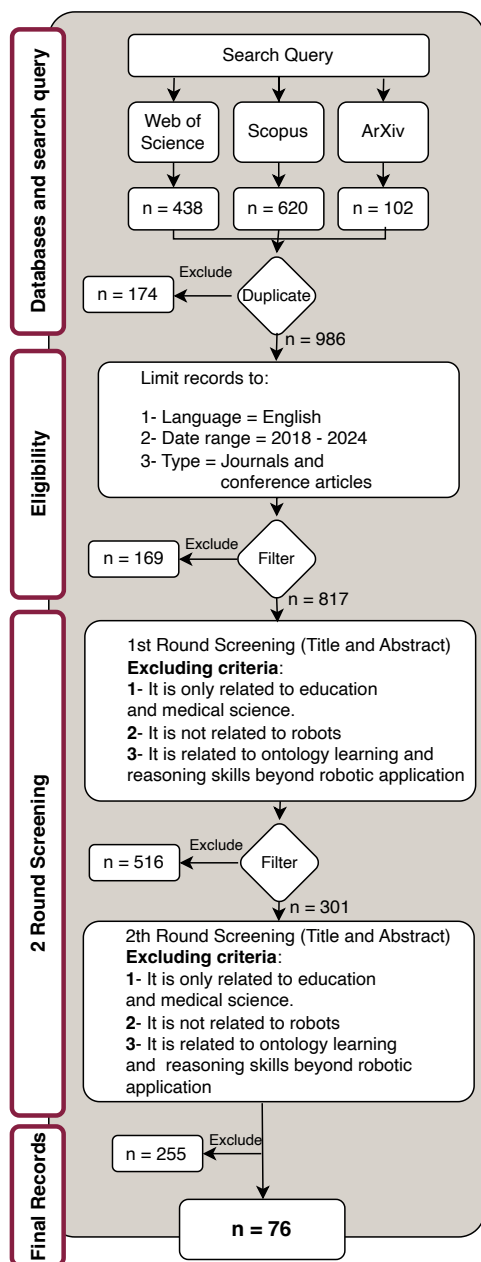 Databases and search query
Search Query
Web of
Science
Scopus
ArXiv
n = 438
n = 620
n = 102
Exclude
n = 174
Duplicate
n = 986
Eligibility
Limit records to:
1- Language = English
2- Date range = 2018 - 2024
3- Type = Journals and
conference articles
Exclude
n = 169
Filter
n = 817
2 Round Screening
1st Round Screening (Title and Abstract)
Excluding criteria:
1- It is only related to education
and medical science.
2- It is not related to robots
3- It is related to ontology learning and
reasoning skills beyond robotic application
Exclude
n = 516
Filter
n = 301
2th Round Screening (Title and Abstract)
Excluding criteria:
1- It is only related to education
and medical science.
2- It is not related to robots
3- It is related to ontology learning
and reasoning skills beyond robotic
application
Final Records
Exclude
n = 255
n = 76